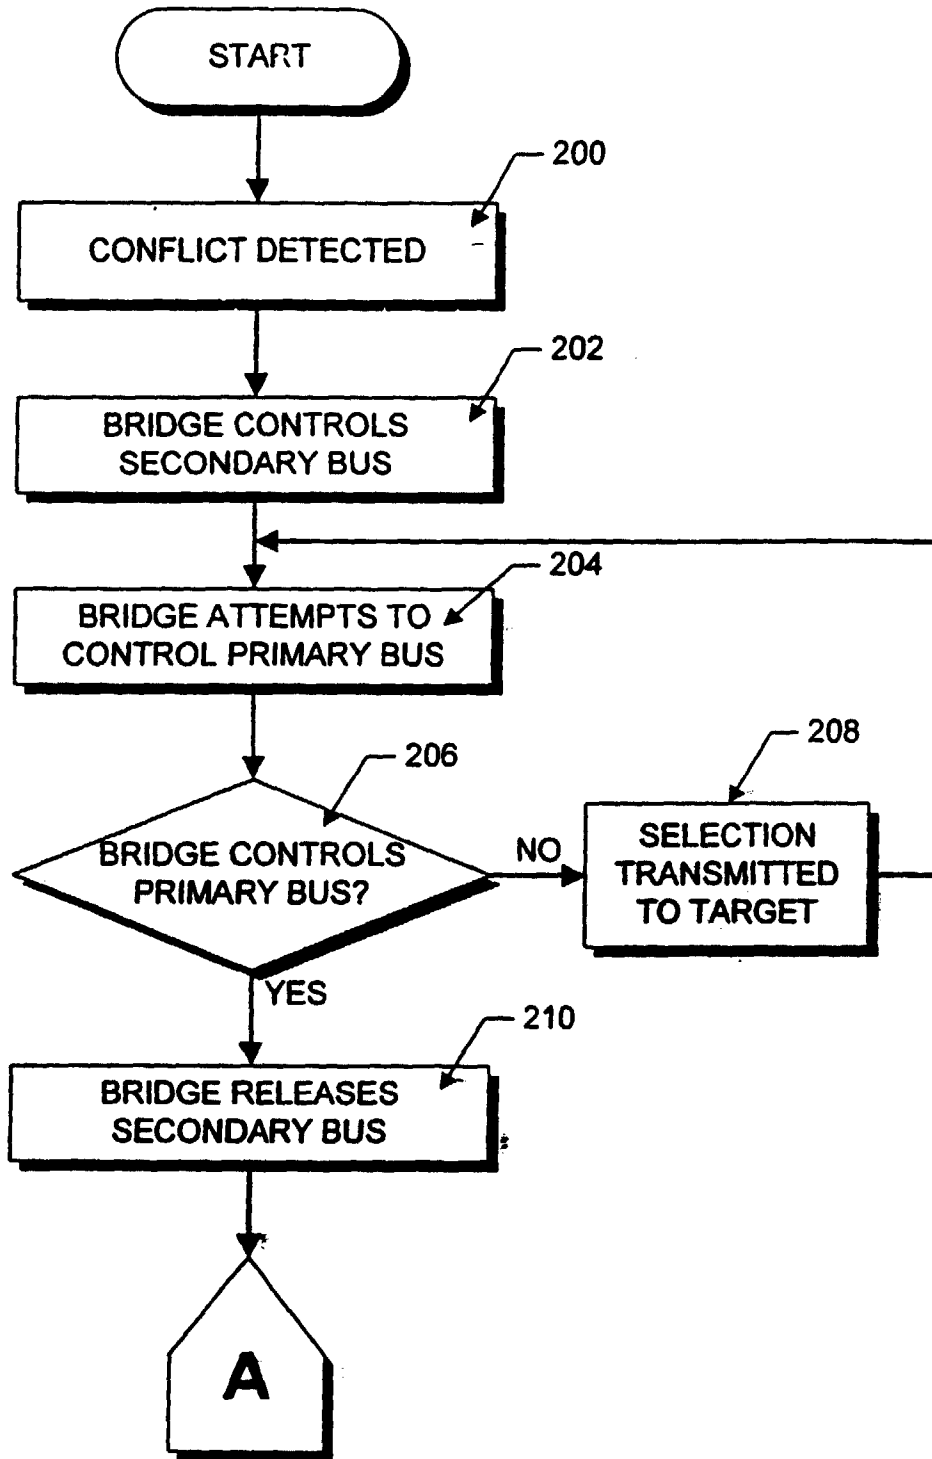 START
200
CONFLICT DETECTED
202
BRIDGE CONTROLS
SECONDARY BUS
204
BRIDGE ATTEMPTS TO
CONTROL PRIMARY BUS
206
BRIDGE CONTROLS
PRIMARY BUS?
NO
208
SELECTION
TRANSMITTED
TO TARGET
YES
210
BRIDGE RELEASES
SECONDARY BUS
A